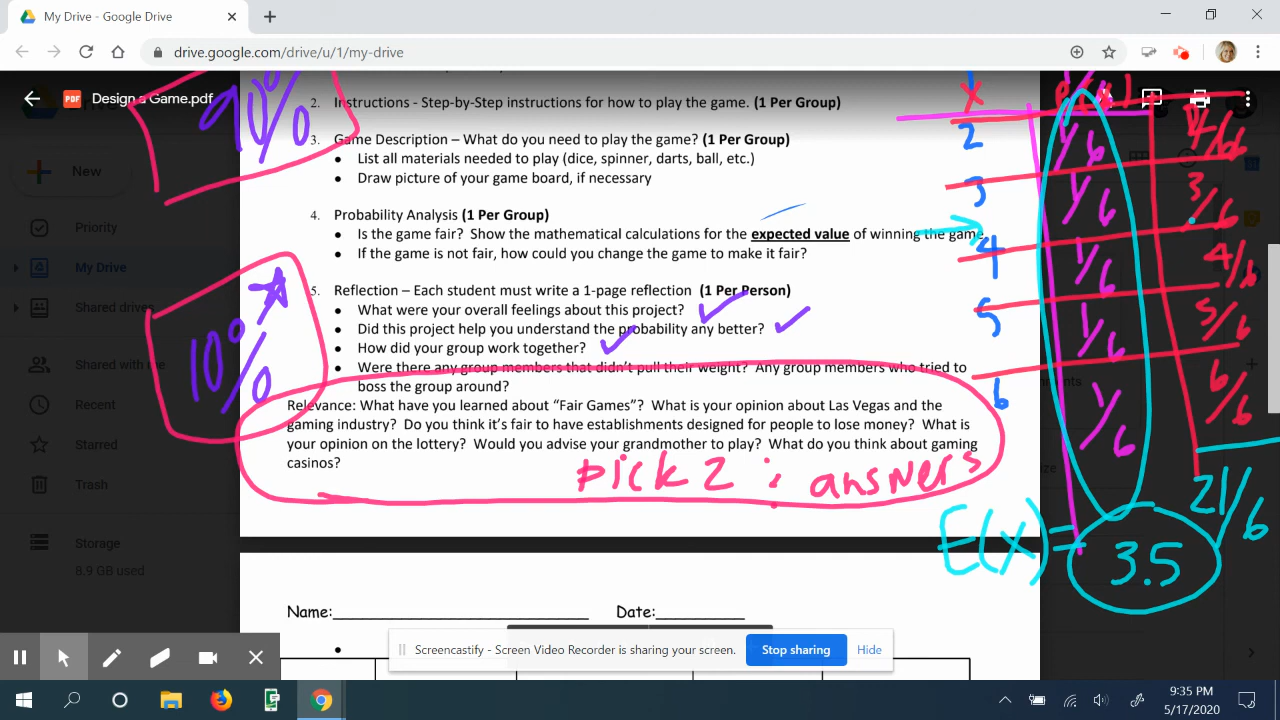 My Drive - Google Drive
drive.google.com/drive/u/1/my-drive
PDF Design a Game.pdf
90%
2. Instructions - Step-by-Step instructions for how to play the game. (1 Per Group)
3. Game Description – What do you need to play the game? (1 Per Group)
• List all materials needed to play (dice, spinner, darts, ball, etc.)
• Draw picture of your game board, if necessary
4. Probability Analysis (1 Per Group)
• Is the game fair? Show the mathematical calculations for the expected value of winning the game.
• If the game is not fair, how could you change the game to make it fair?
5. Reflection – Each student must write a 1-page reflection (1 Per Person)
• What were your overall feelings about this project?
• Did this project help you understand the probability any better?
• How did your group work together?
• Were there any group members that didn't pull their weight? Any group members who tried to
boss the group around?
Relevance: What have you learned about "Fair Games"? What is your opinion about Las Vegas and the
gaming industry? Do you think it's fair to have establishments designed for people to lose money? What is
your opinion on the lottery? Would you advise your grandmother to play? What do you think about gaming
casinos?
pick 2 : answers
10%
New
Priority
My Drive
Shared drives
Shared with me
Recent
Starred
Trash
Storage
8.9 GB used
X
1
2 1/6
3 1/6 3/6
4 1/6 4/6
5 1/6 5/6
6 1/6 6/6
21/6
E(x) = 3.5
Name: Date:
Screencastify - Screen Video Recorder is sharing your screen.
Stop sharing
Hide
9:35 PM
5/17/2020